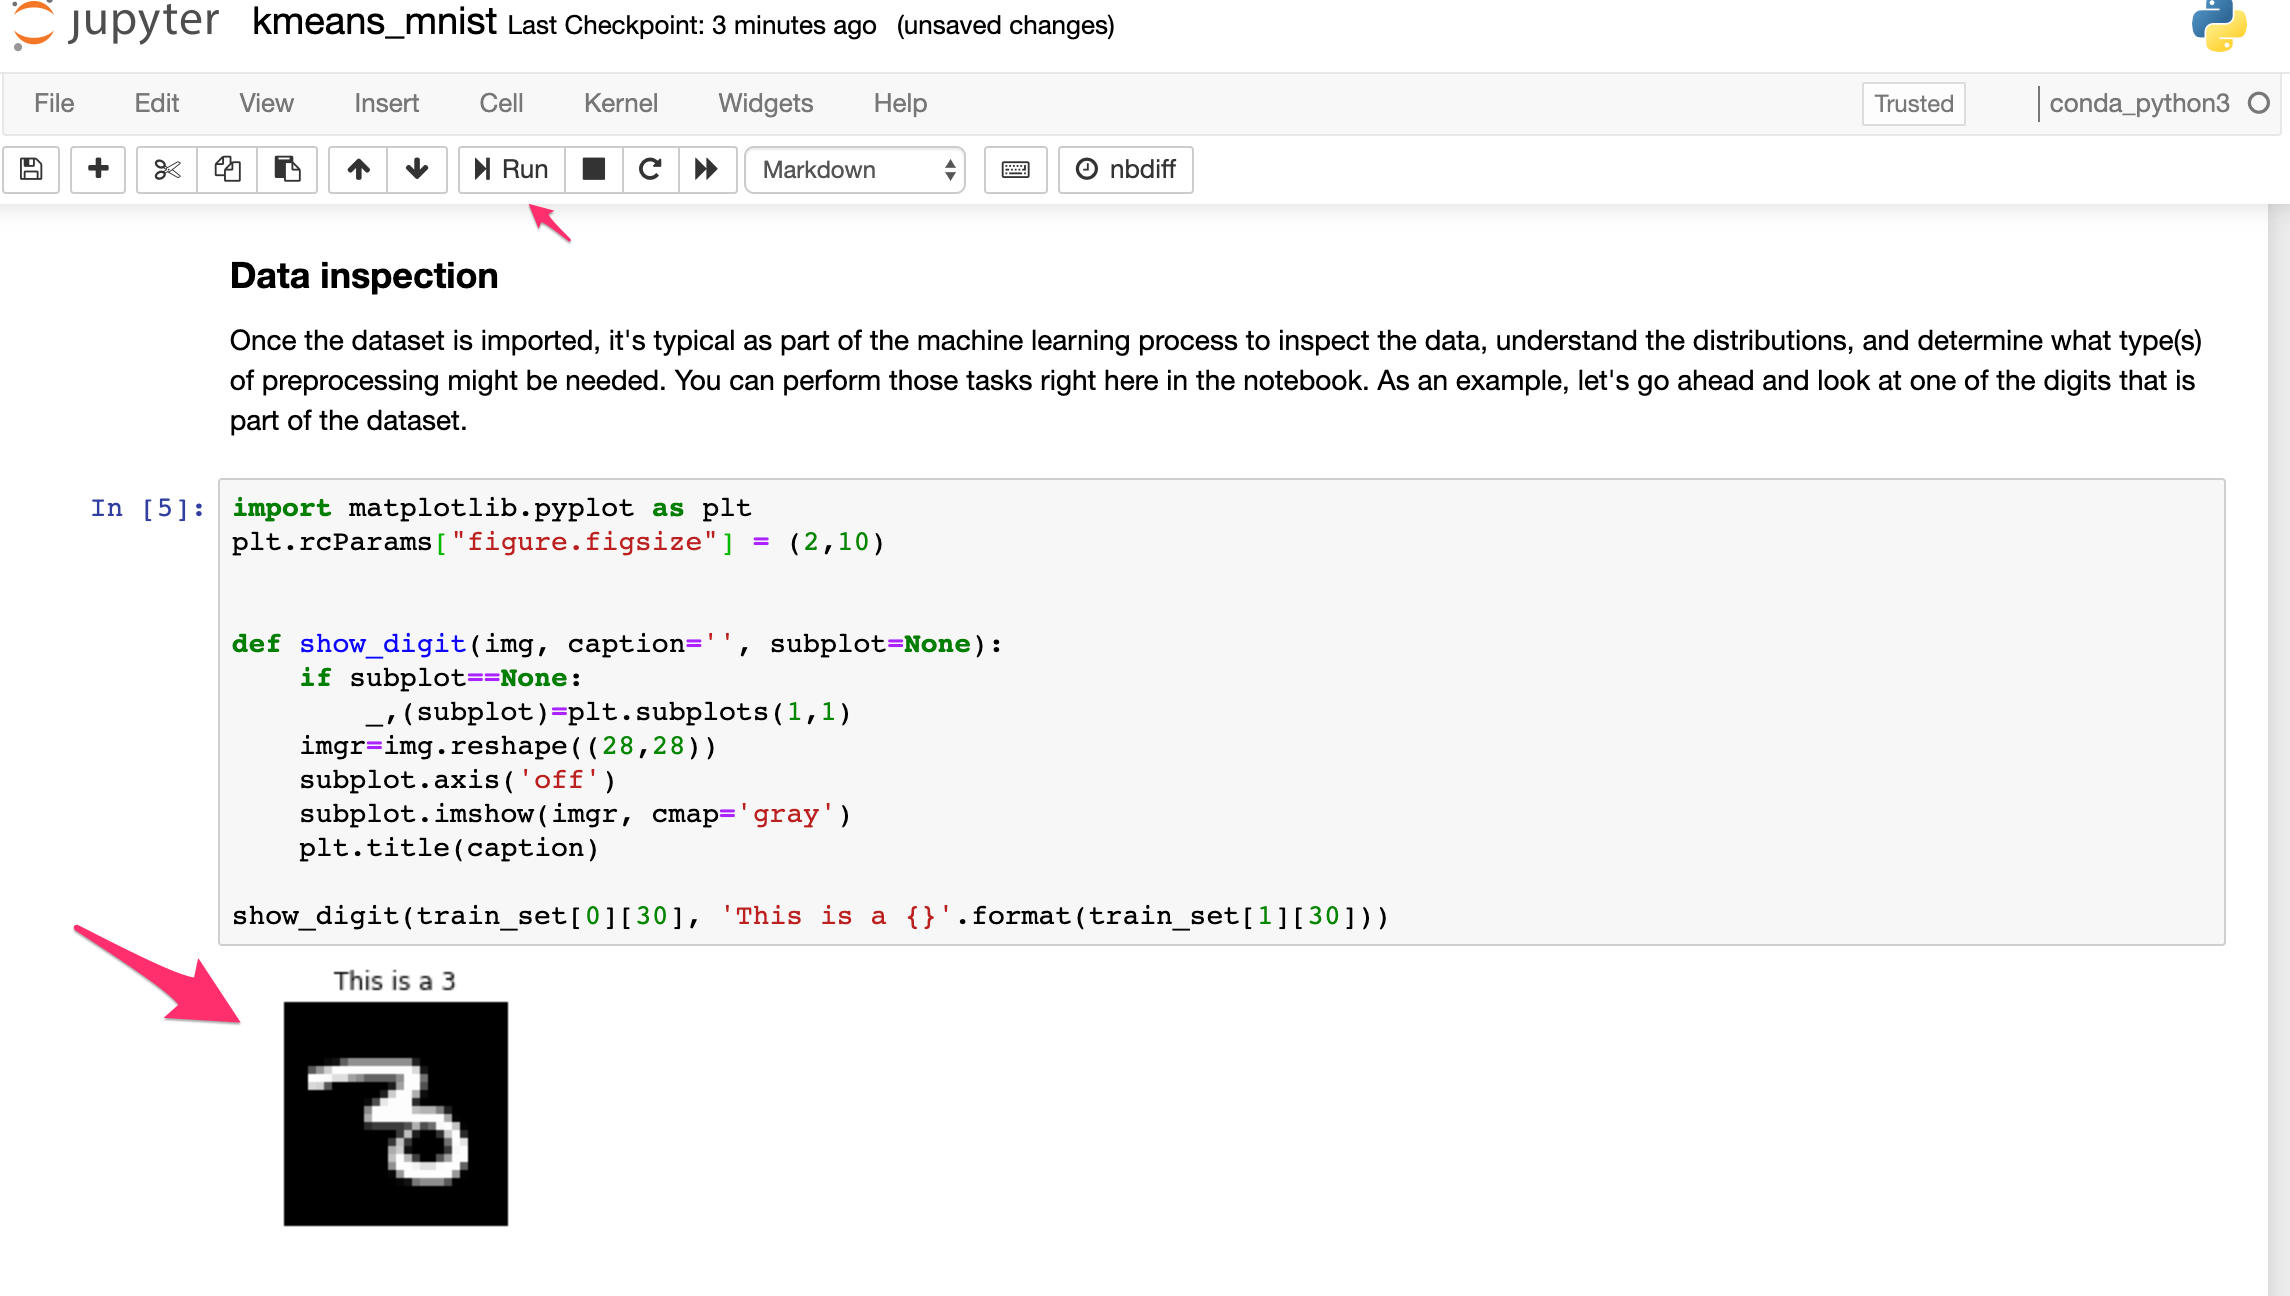 jupyter kmeans_mnist Last Checkpoint: 3 minutes ago (unsaved changes)
File Edit View Insert Cell Kernel Widgets Help Trusted conda_python3
Run Markdown nbdiff
Data inspection
Once the dataset is imported, it's typical as part of the machine learning process to inspect the data, understand the distributions, and determine what type(s)
of preprocessing might be needed. You can perform those tasks right here in the notebook. As an example, let's go ahead and look at one of the digits that is
part of the dataset.
In [5]: import matplotlib.pyplot as plt
plt.rcParams["figure.figsize"] = (2,10)
def show_digit(img, caption='', subplot=None):
    if subplot==None:
        _,(subplot)=plt.subplots(1,1)
    imgr=img.reshape((28,28))
    subplot.axis('off')
    subplot.imshow(imgr, cmap='gray')
    plt.title(caption)
show_digit(train_set[0][30], 'This is a {}'.format(train_set[1][30]))
This is a 3
3